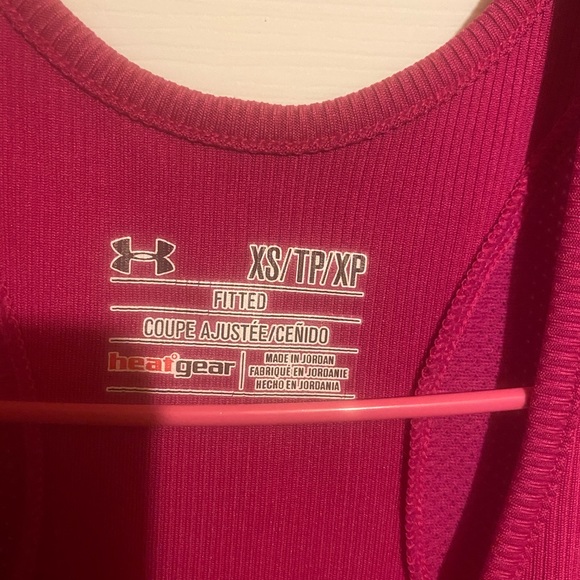 XS/TP/XP
FITTED
COUPE AJUSTÉE/CEÑIDO
heatgear
MADE IN JORDAN
FABRIQUÉ EN JORDANIE
HECHO EN JORDANIA